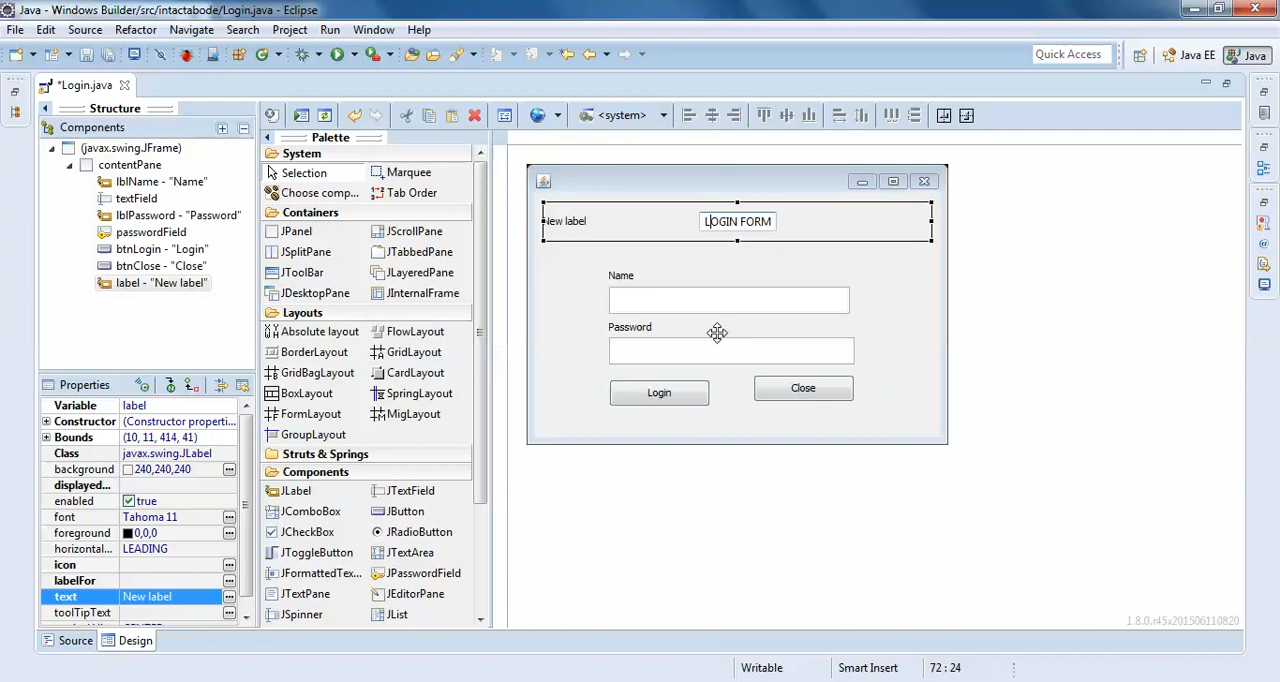 Java - Windows Builder/src/intactabode/Login.java - Eclipse
File Edit Source Refactor Navigate Search Project Run Window Help
Quick Access Java EE Java
*Login.java
Structure
Components
(javax.swing.JFrame)
contentPane
lblName - "Name"
textField
lblPassword - "Password"
passwordField
btnLogin - "Login"
btnClose - "Close"
label - "New label"
Properties
Variable label
Constructor (Constructor properti...
Bounds (10, 11, 414, 41)
Class javax.swing.JLabel
background 240,240,240
displayed...
enabled true
font Tahoma 11
foreground 0,0,0
horizontal... LEADING
icon
labelFor
text New label
toolTipText
Source Design
<system>
Palette
System
Selection Marquee
Choose comp... Tab Order
Containers
JPanel JScrollPane
JSplitPane JTabbedPane
JToolBar JLayeredPane
JDesktopPane JInternalFrame
Layouts
Absolute layout FlowLayout
BorderLayout GridLayout
GridBagLayout CardLayout
BoxLayout SpringLayout
FormLayout MigLayout
GroupLayout
Struts & Springs
Components
JLabel JTextField
JComboBox JButton
JCheckBox JRadioButton
JToggleButton JTextArea
JFormattedTex... JPasswordField
JTextPane JEditorPane
JSpinner JList
New label LOGIN FORM
Name
Password
Login Close
1.8.0.r45x201506110820
Writable Smart Insert 72 : 24